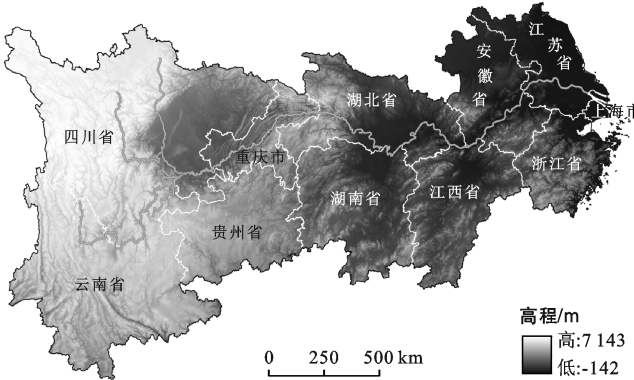 江
苏
省
安
徽
省
上海市
湖北省
四川省
重庆市
浙江省
湖南省
江西省
贵州省
云南省
高程/m
高:7 143
低:-142
0 250 500 km